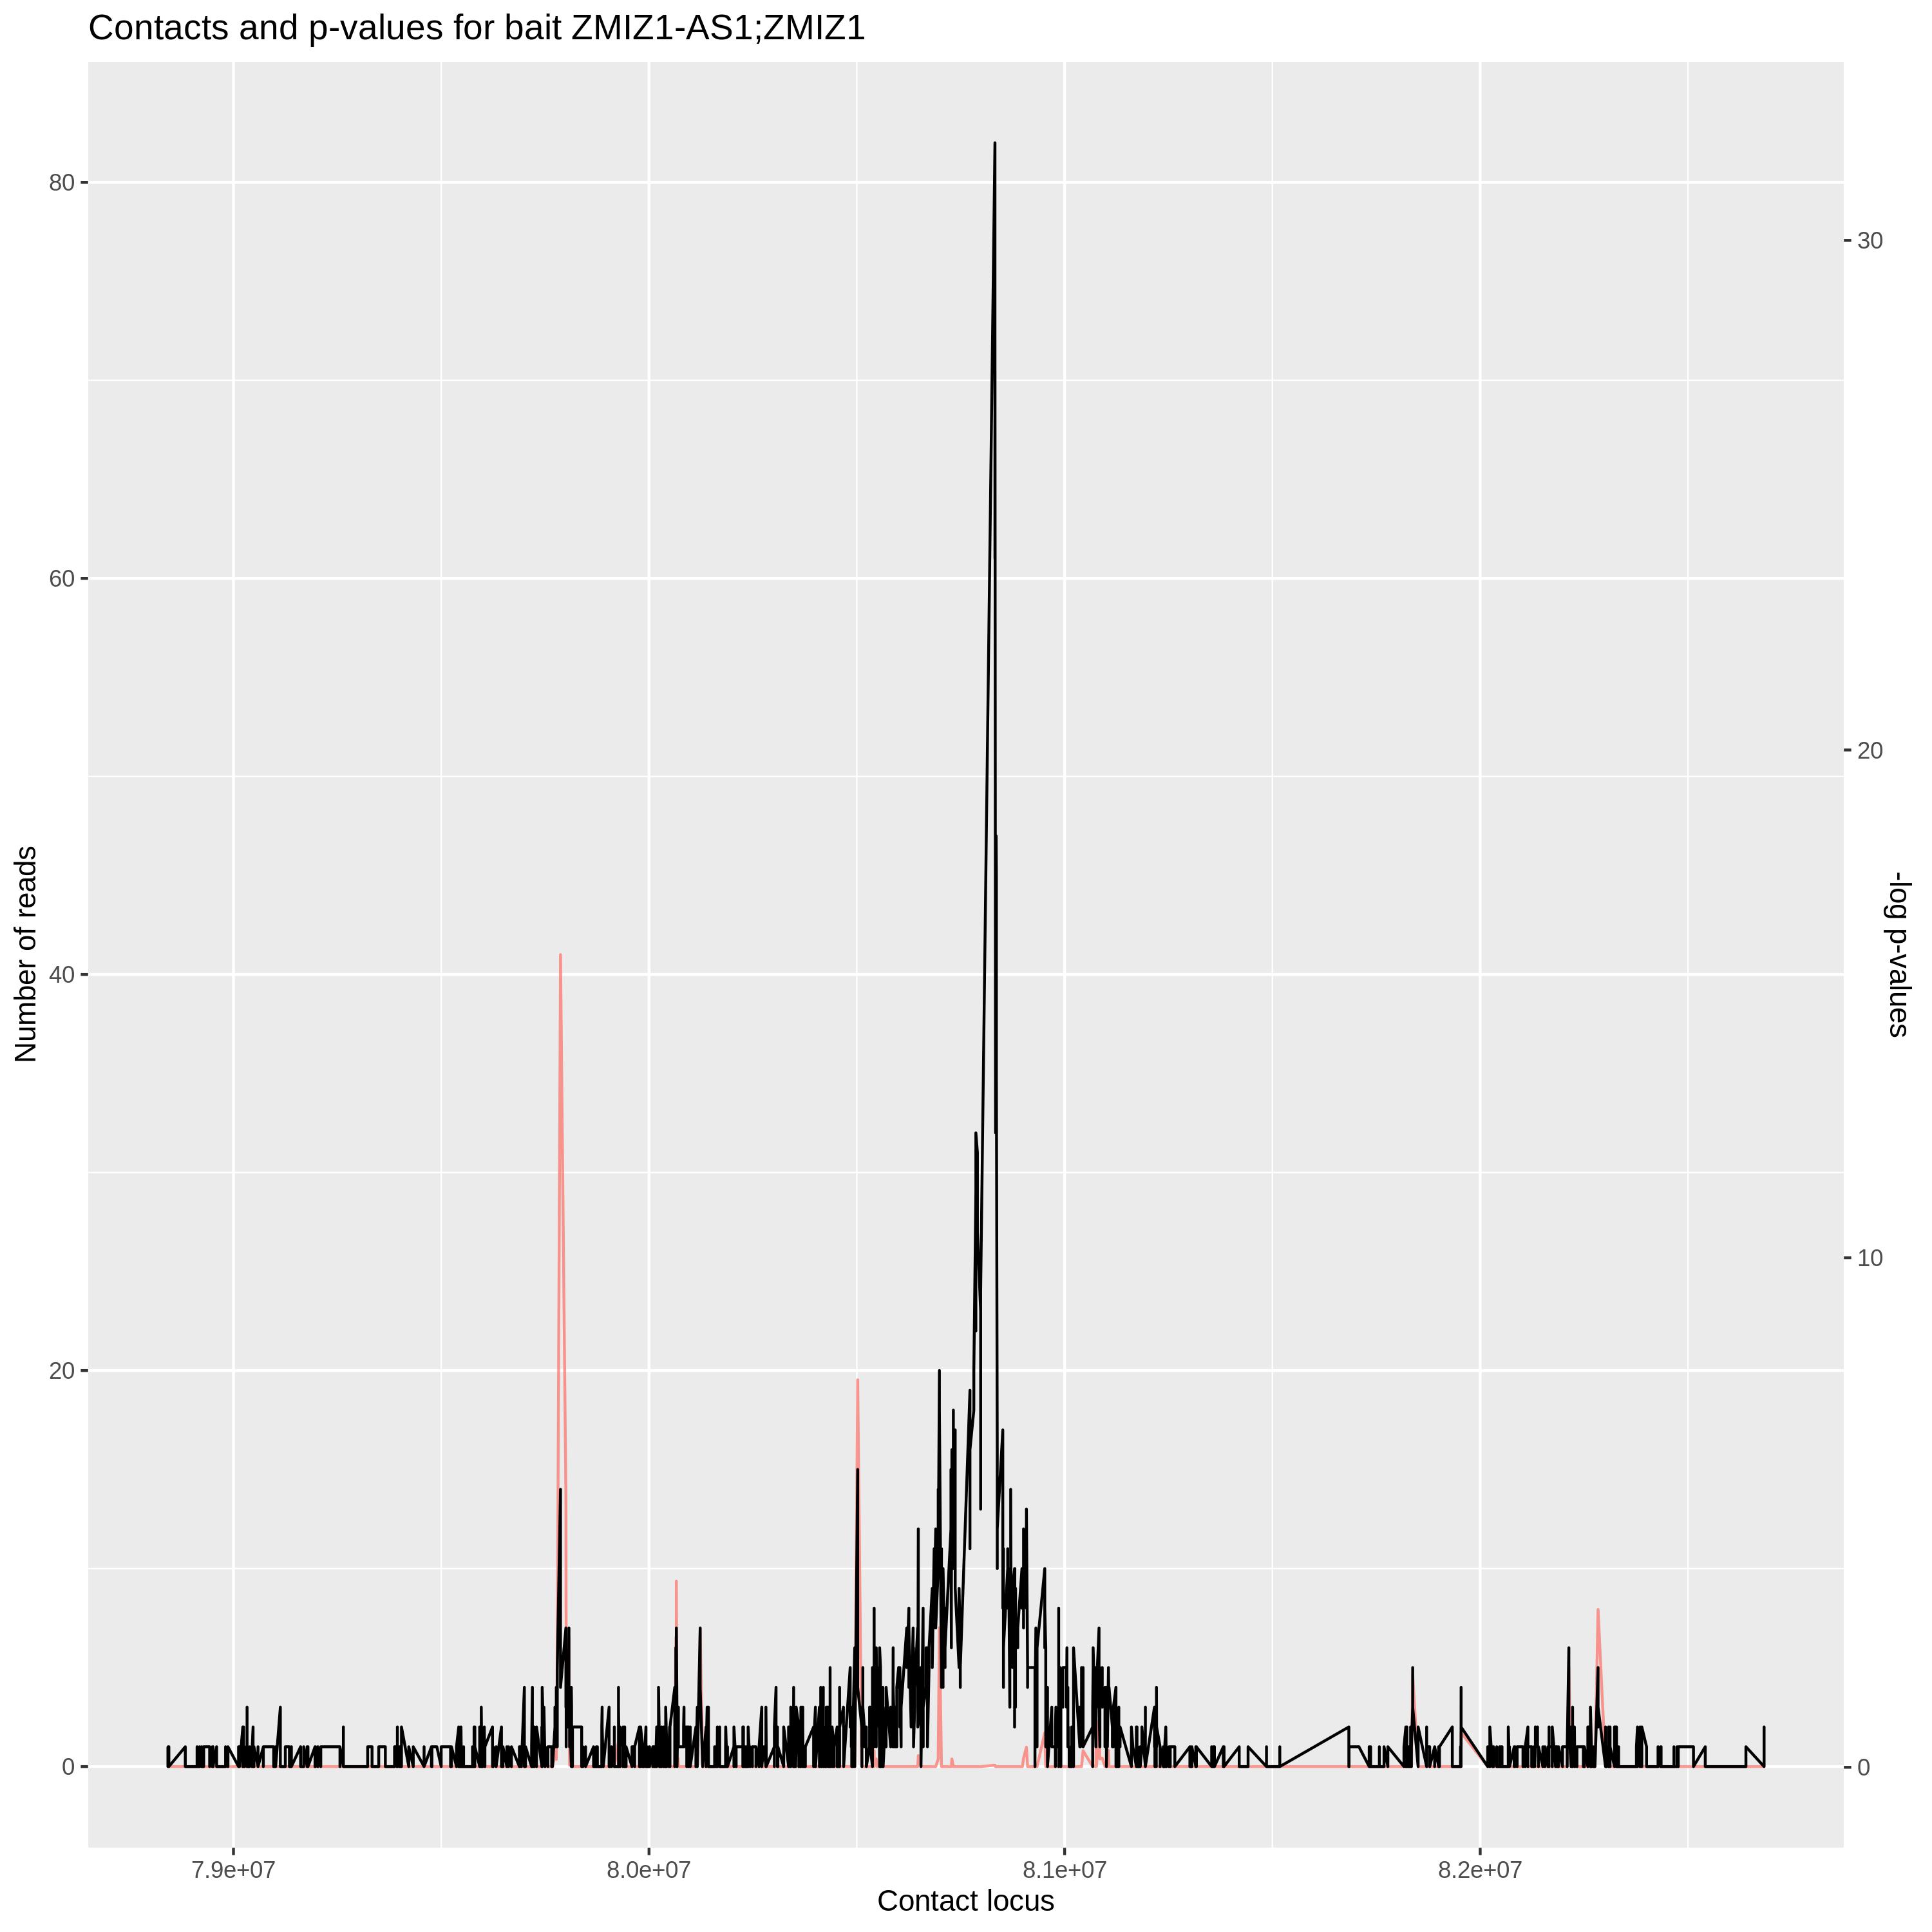 Contacts and p-values for bait ZMIZ1-AS1;ZMIZ1
80
60
40
20
0
Number of reads
30
20
10
0
-log p-values
7.9e+07 8.0e+07 8.1e+07 8.2e+07
Contact locus